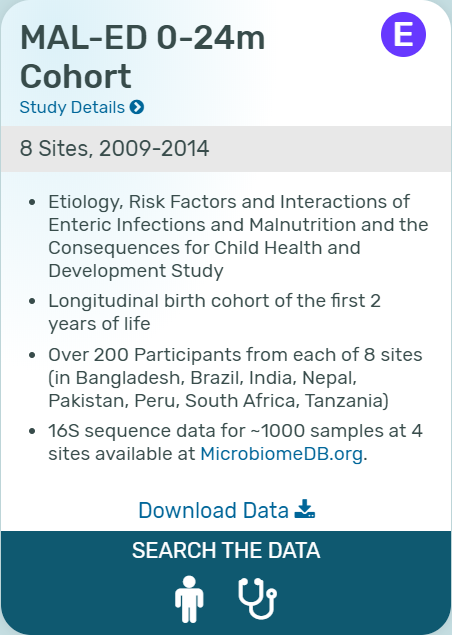 MAL-ED 0-24m
E
Cohort
Study Details
8 Sites, 2009-2014
• Etiology, Risk Factors and Interactions of
Enteric Infections and Malnutrition and the
Consequences for Child Health and
Development Study
• Longitudinal birth cohort of the first 2
years of life
• Over 200 Participants from each of 8 sites
(in Bangladesh, Brazil, India, Nepal,
Pakistan, Peru, South Africa, Tanzania)
• 16S sequence data for ~1000 samples at 4
sites available at MicrobiomeDB.org.
Download Data
SEARCH THE DATA